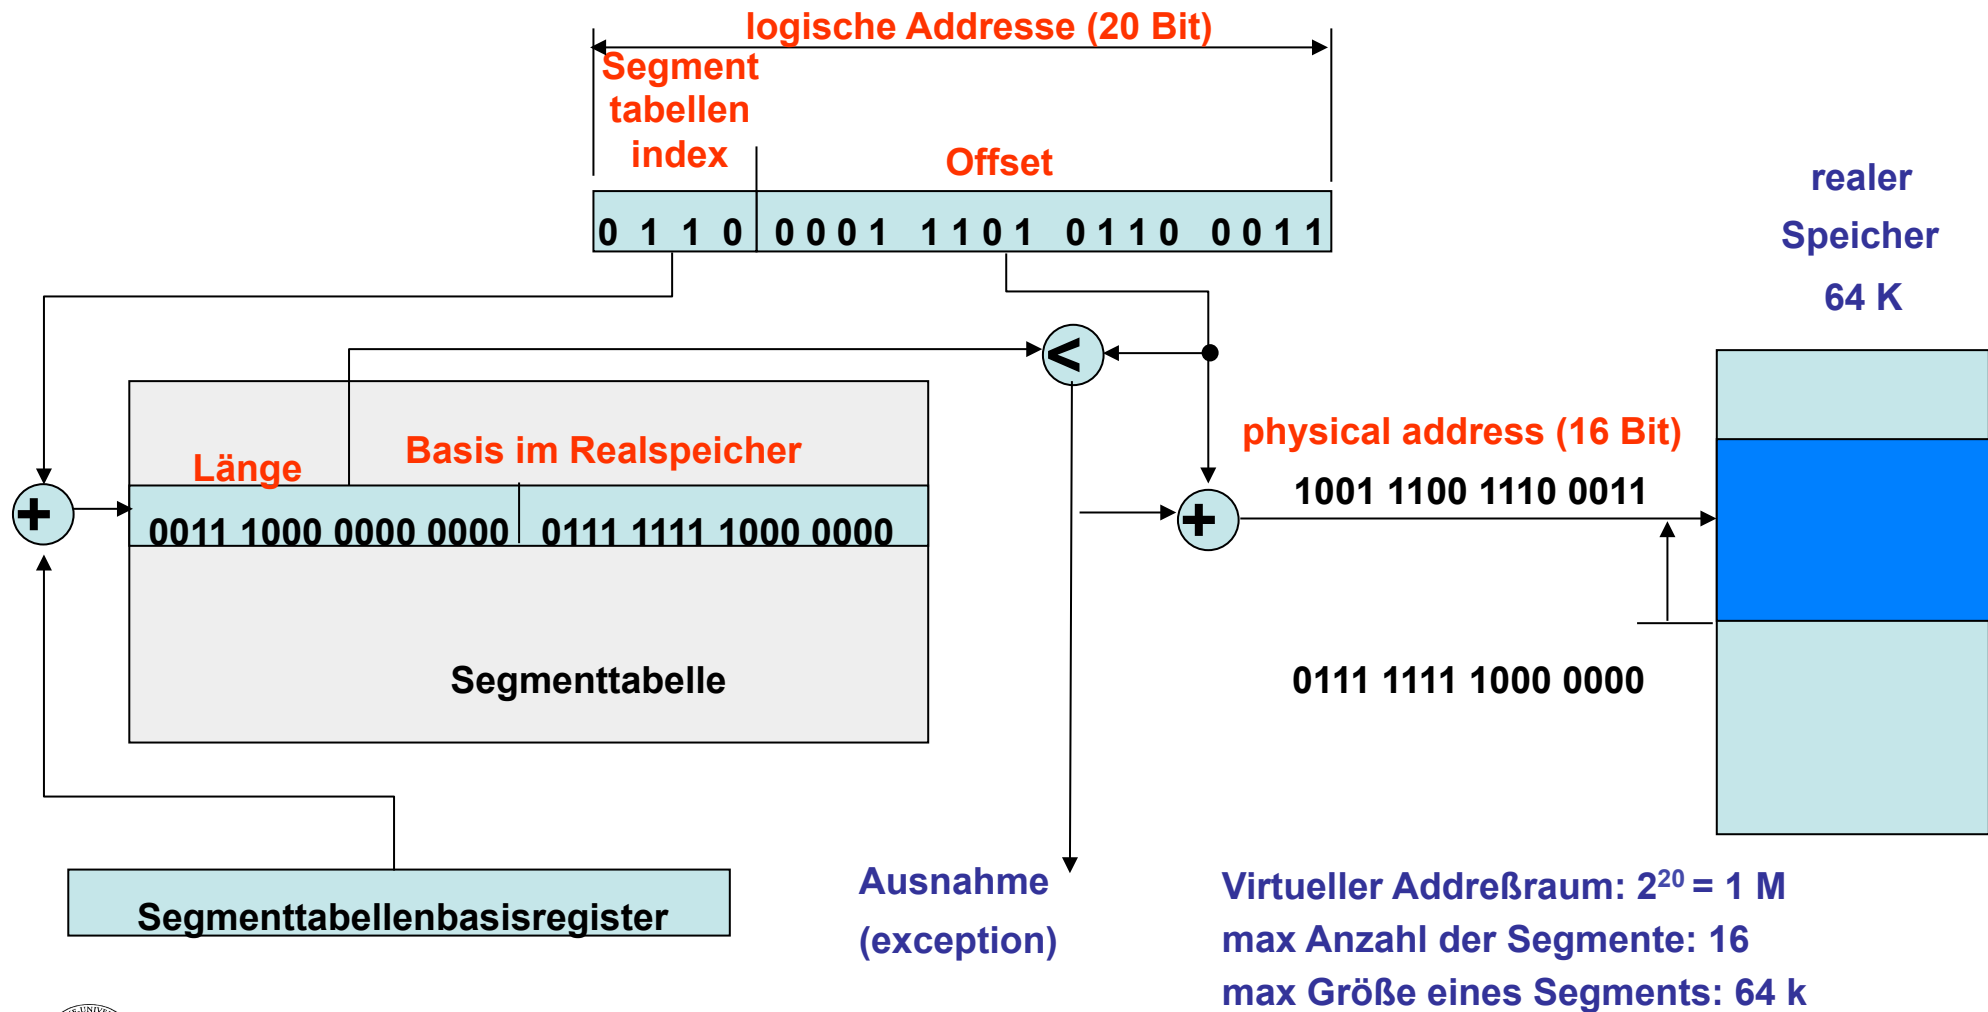 logische Addresse (20 Bit)
Segment
tabellen
index
Offset
0 1 1 0 0 0 0 1 1 1 0 1 0 1 1 0 0 0 1 1
realer
Speicher
64 K
<
Länge
Basis im Realspeicher
physical address (16 Bit)
1001 1100 1110 0011
+
0011 1000 0000 0000 0111 1111 1000 0000
+
Segmenttabelle
0111 1111 1000 0000
Segmenttabellenbasisregister
Ausnahme
(exception)
Virtueller Addreßraum: 2²⁰ = 1 M
max Anzahl der Segmente: 16
max Größe eines Segments: 64 k